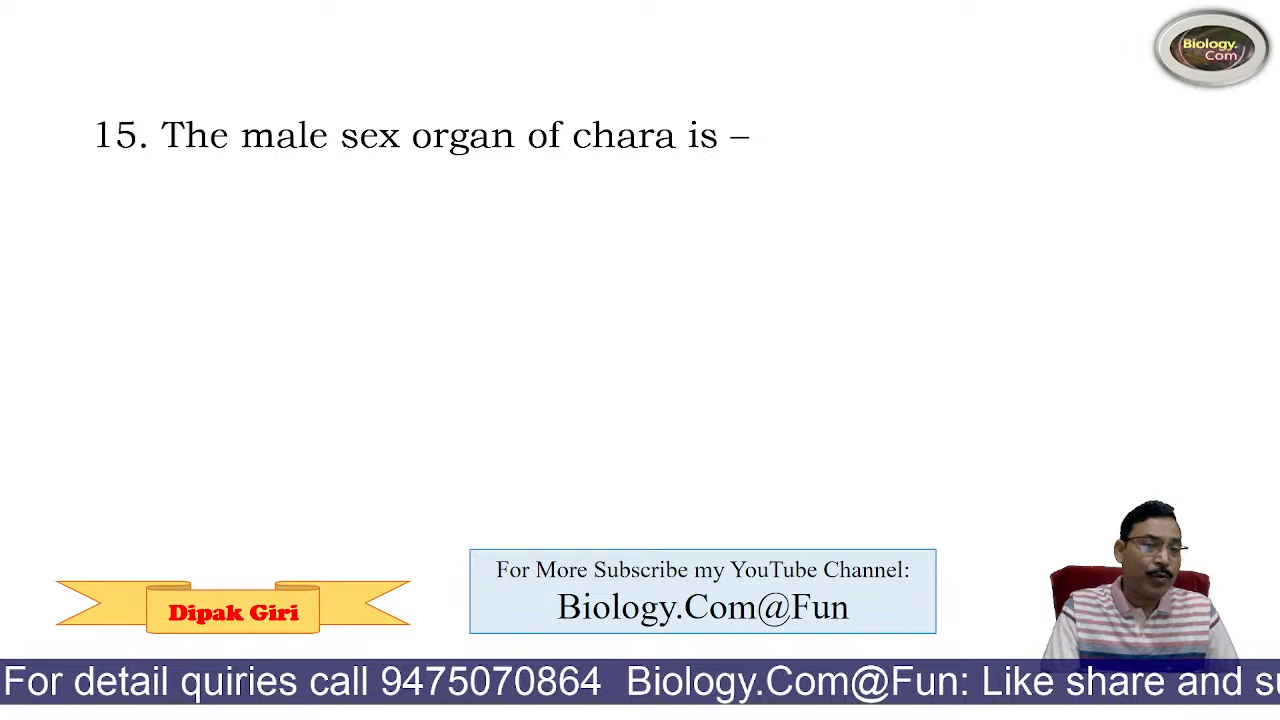 Biology.
Com
15. The male sex organ of chara is –
For More Subscribe my YouTube Channel:
Biology.Com@Fun
Dipak Giri
For detail quiries call 9475070864 Biology.Com@Fun: Like share and su